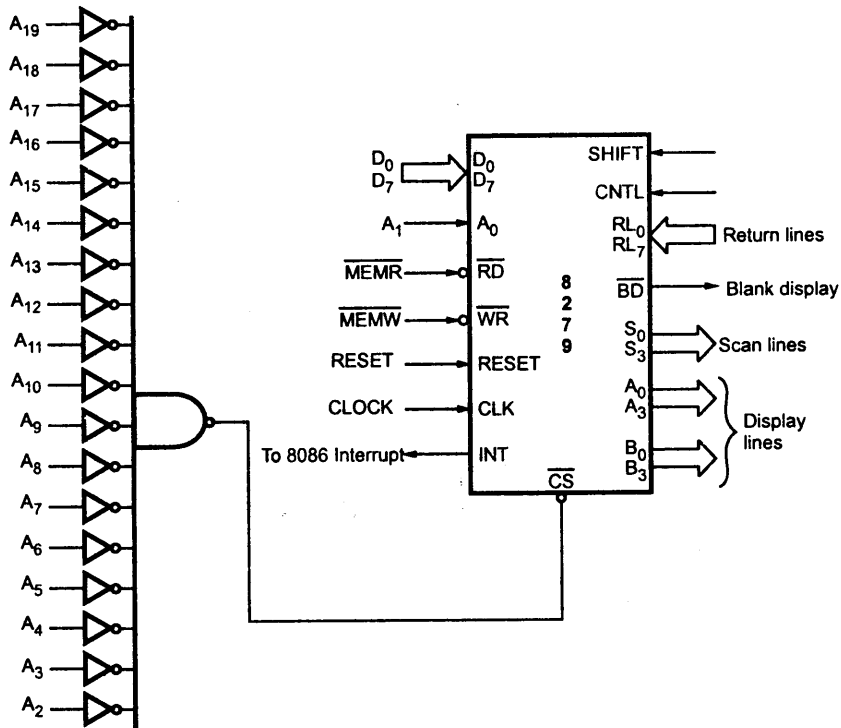 A19
A18
A17
A16
A15
A14
A13
A12
A11
A10
A9
A8
A7
A6
A5
A4
A3
A2
D0
D7
A1
MEMR
MEMW
RESET
CLOCK
To 8086 Interrupt
D0
D7
A0
RD
WR
RESET
CLK
INT
CS
8
2
7
9
SHIFT
CNTL
RL0
RL7
BD
S0
S3
A0
A3
B0
B3
Return lines
Blank display
Scan lines
Display
lines